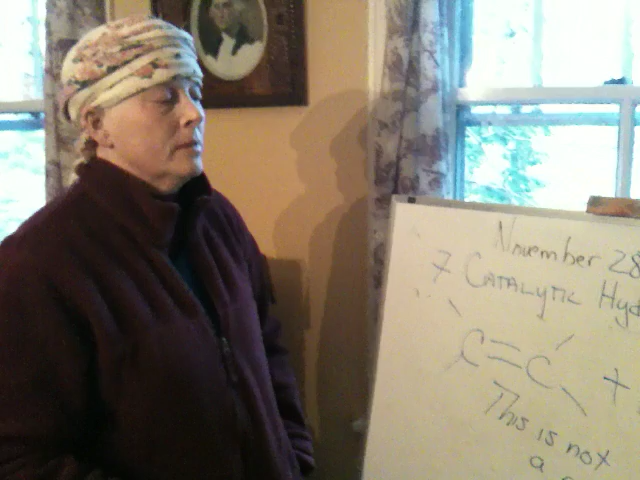 November 28
7 Catalytic Hyd
C=C +
This is not
a